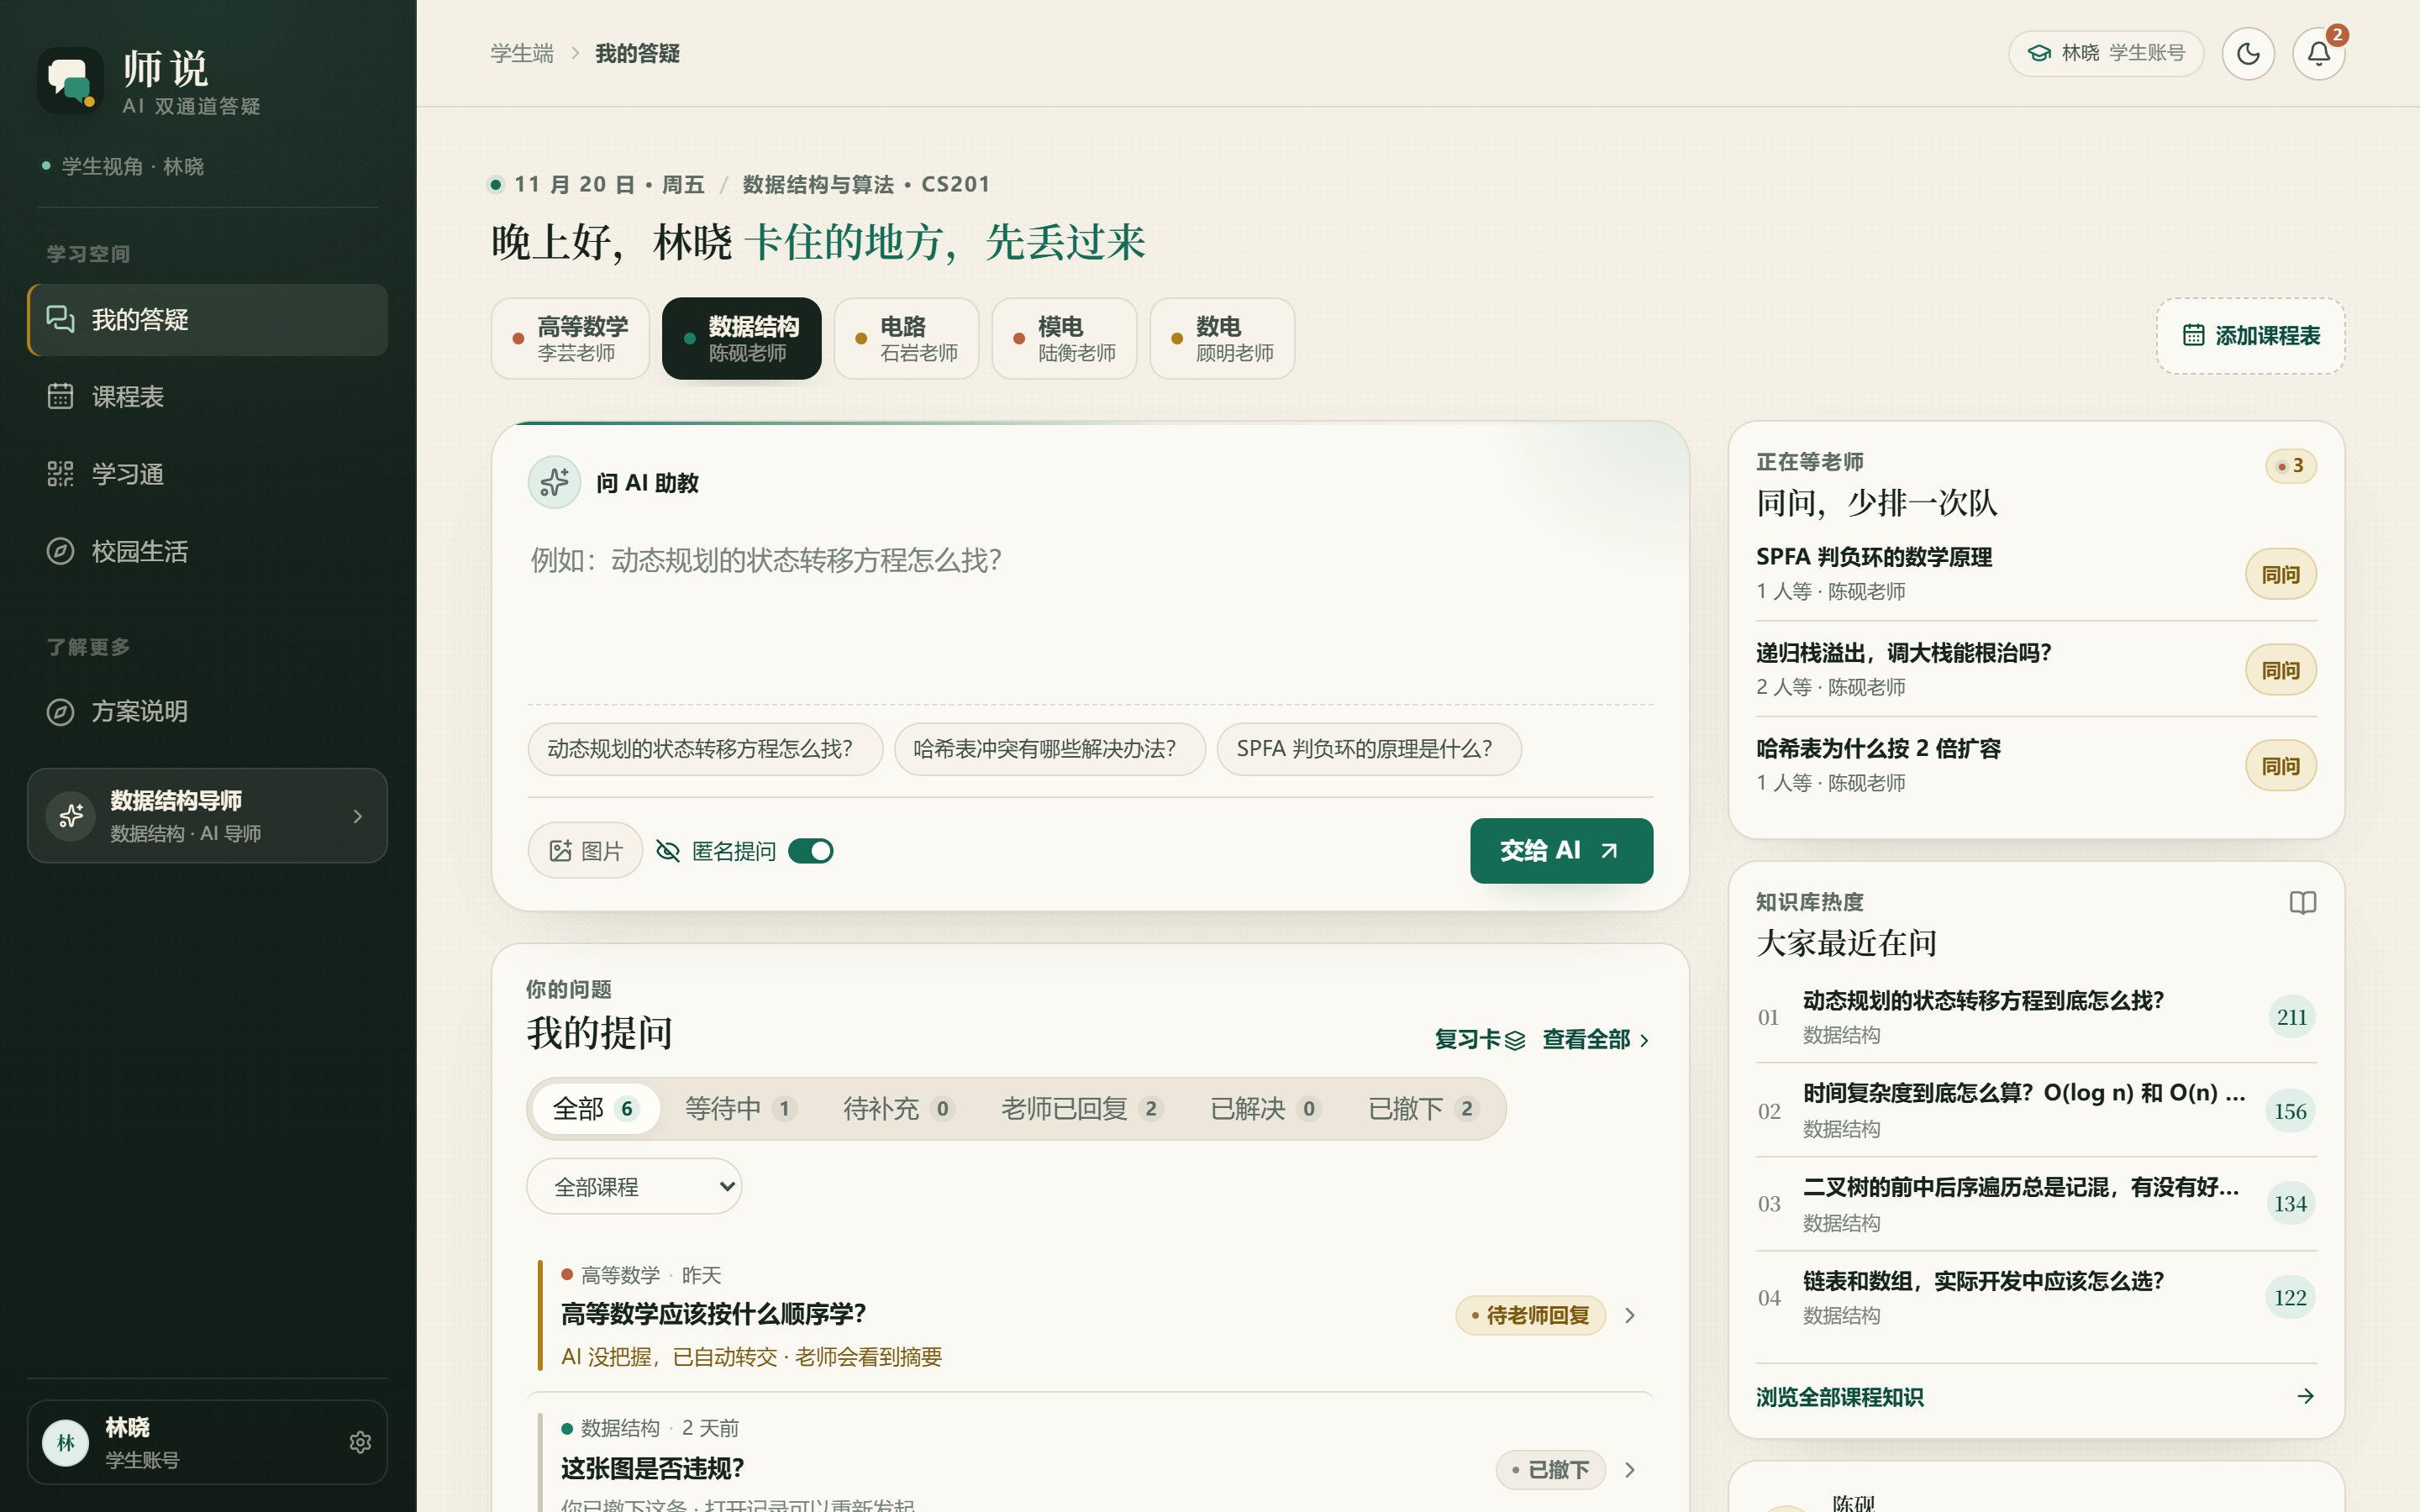 师说
AI 双通道答疑
学生视角 · 林晓
学习空间
我的答疑
课程表
学习通
校园生活
了解更多
方案说明
数据结构导师
数据结构 · AI 导师
林
林晓
学生账号
学生端 > 我的答疑
林晓 学生账号
2
11 月 20 日 • 周五 / 数据结构与算法 • CS201
晚上好，林晓 卡住的地方，先丢过来
高等数学
李芸老师
数据结构
陈砚老师
电路
石岩老师
模电
陆衡老师
数电
顾明老师
添加课程表
问 AI 助教
例如：动态规划的状态转移方程怎么找？
动态规划的状态转移方程怎么找？
哈希表冲突有哪些解决办法？
SPFA 判负环的原理是什么？
图片
匿名提问
交给 AI
你的问题
我的提问
复习卡
查看全部
全部 6
等待中 1
待补充 0
老师已回复 2
已解决 0
已撤下 2
全部课程
高等数学 · 昨天
高等数学应该按什么顺序学？
AI 没把握，已自动转交 · 老师会看到摘要
待老师回复
数据结构 · 2 天前
这张图是否违规？
你已撤下这条 · 打开记录可以重新发起
已撤下
正在等老师
3
同问，少排一次队
SPFA 判负环的数学原理
1 人等 · 陈砚老师
同问
递归栈溢出，调大栈能根治吗？
2 人等 · 陈砚老师
同问
哈希表为什么按 2 倍扩容
1 人等 · 陈砚老师
同问
知识库热度
大家最近在问
01
动态规划的状态转移方程到底怎么找？
数据结构
211
02
时间复杂度到底怎么算？O(log n) 和 O(n) ...
数据结构
156
03
二叉树的前中后序遍历总是记混，有没有好...
数据结构
134
04
链表和数组，实际开发中应该怎么选？
数据结构
122
浏览全部课程知识
陈砚